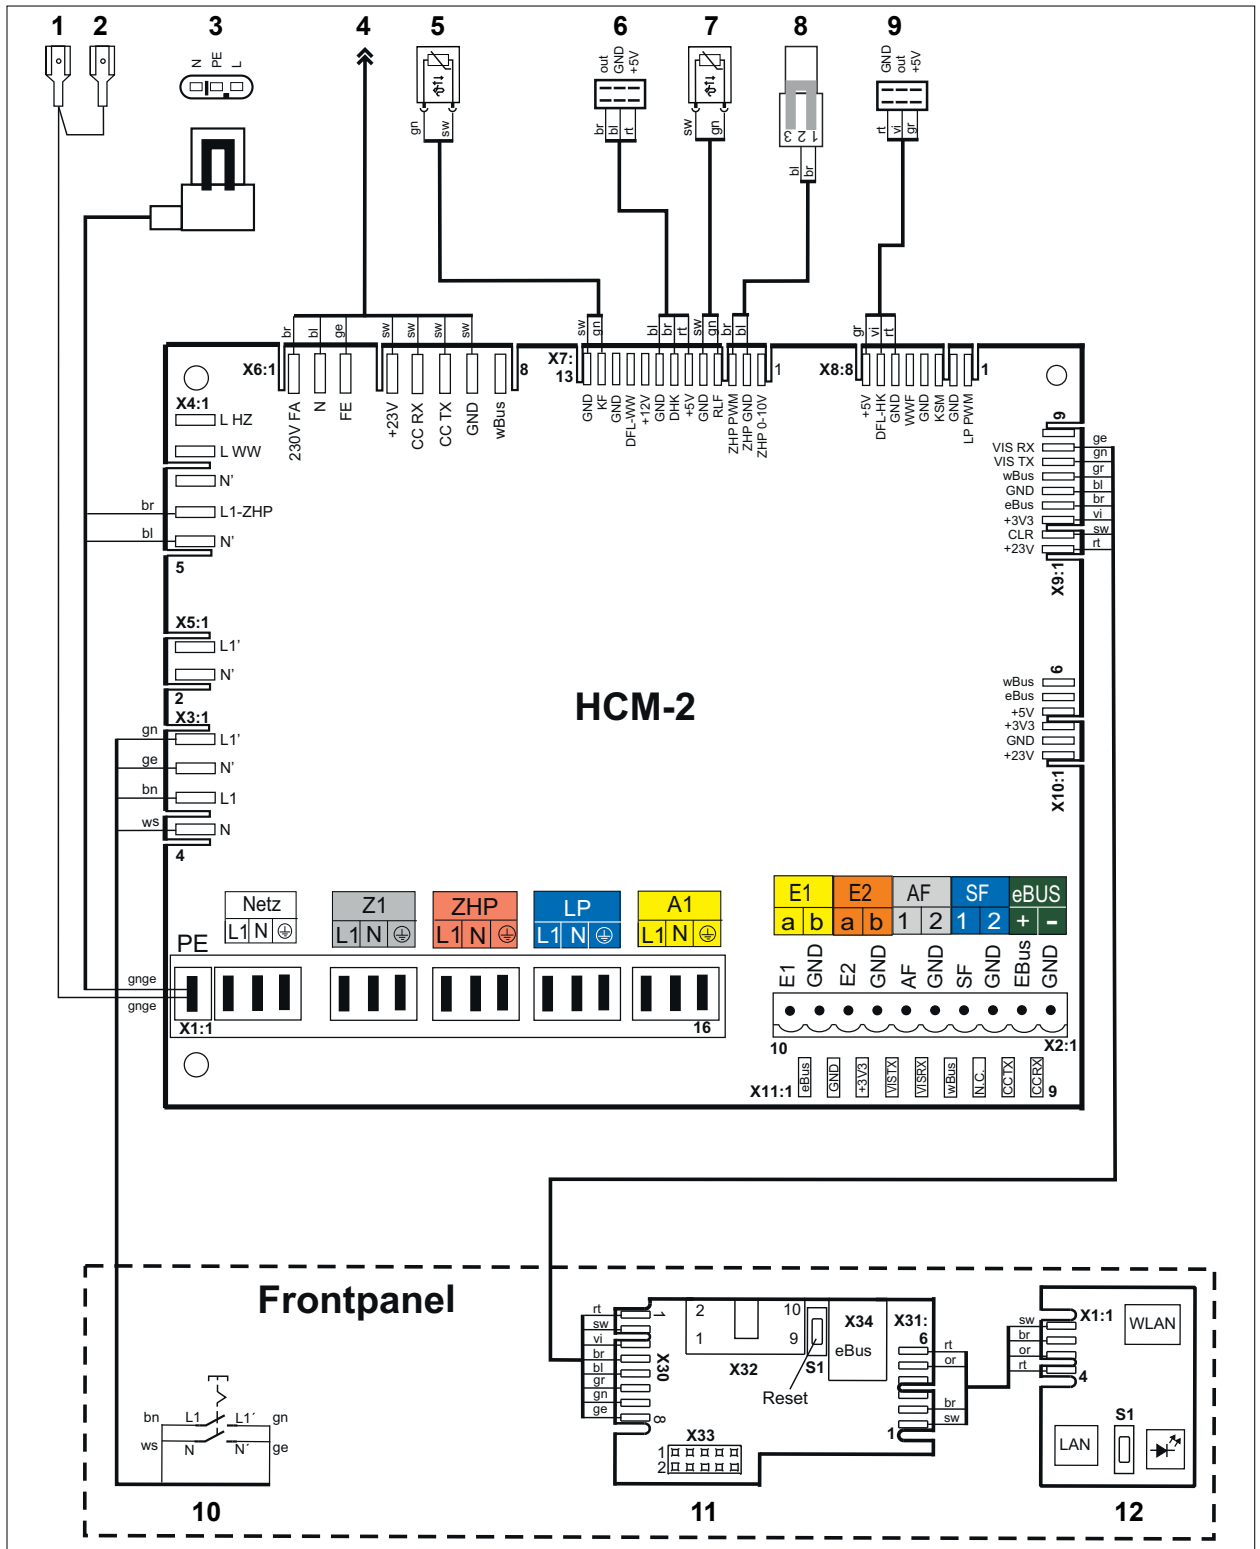 1 2 3 4 5 6 7 8 9
N PE L
out GND +5V
GND out +5V
gn sw
br bl rt
sw gn
3 2 1
bl br
rt vi gr
br bl ge sw sw sw sw
sw gn bl br rt sw gn br bl
gr vi rt
X6:1
8
X7:
13
1
X8:8
1
230V FA
N
FE
+23V
CC RX
CC TX
GND
wBus
GND
KF
GND
DFL-WW
+12V
GND
DHK
+5V
GND
RLF
ZHP PWM
ZHP GND
ZHP 0-10V
+5V
DFL-HK
GND
WWF
GND
KSM
GND
LP PWM
X4:1
L HZ
L WW
N'
br L1-ZHP
bl N'
5
9
VIS RX ge
VIS TX gn
wBus gr
GND bl
eBus br
+3V3 vi
CLR sw
+23V rt
X9:1
X5:1
L1'
N'
2
X3:1
gn L1'
ge N'
bn L1
ws N
4
HCM-2
6
wBus
eBus
+5V
+3V3
GND
+23V
X10:1
Netz
L1 N
Z1
L1 N
ZHP
L1 N
LP
L1 N
A1
L1 N
PE
gnge
gnge
X1:1
16
E1 E2 AF SF eBUS
a b a b 1 2 1 2 + -
E1 GND E2 GND AF GND SF GND EBus GND
10
X2:1
X11:1 eBus GND +3V3 VISTX VISRX wBus N.C. CCTX CCRX 9
Frontpanel
bn L1 L1´ gn
ws N N´ ge
10
rt
sw
vi
br
bl
gr
gn
ge
1
X30
8
2 10
1 9
X32
S1
Reset
X34
eBus
X31:
6
rt
or
br
sw
1
X33
1
2
11
sw
br
or
rt
X1:1
4
WLAN
LAN
S1
12